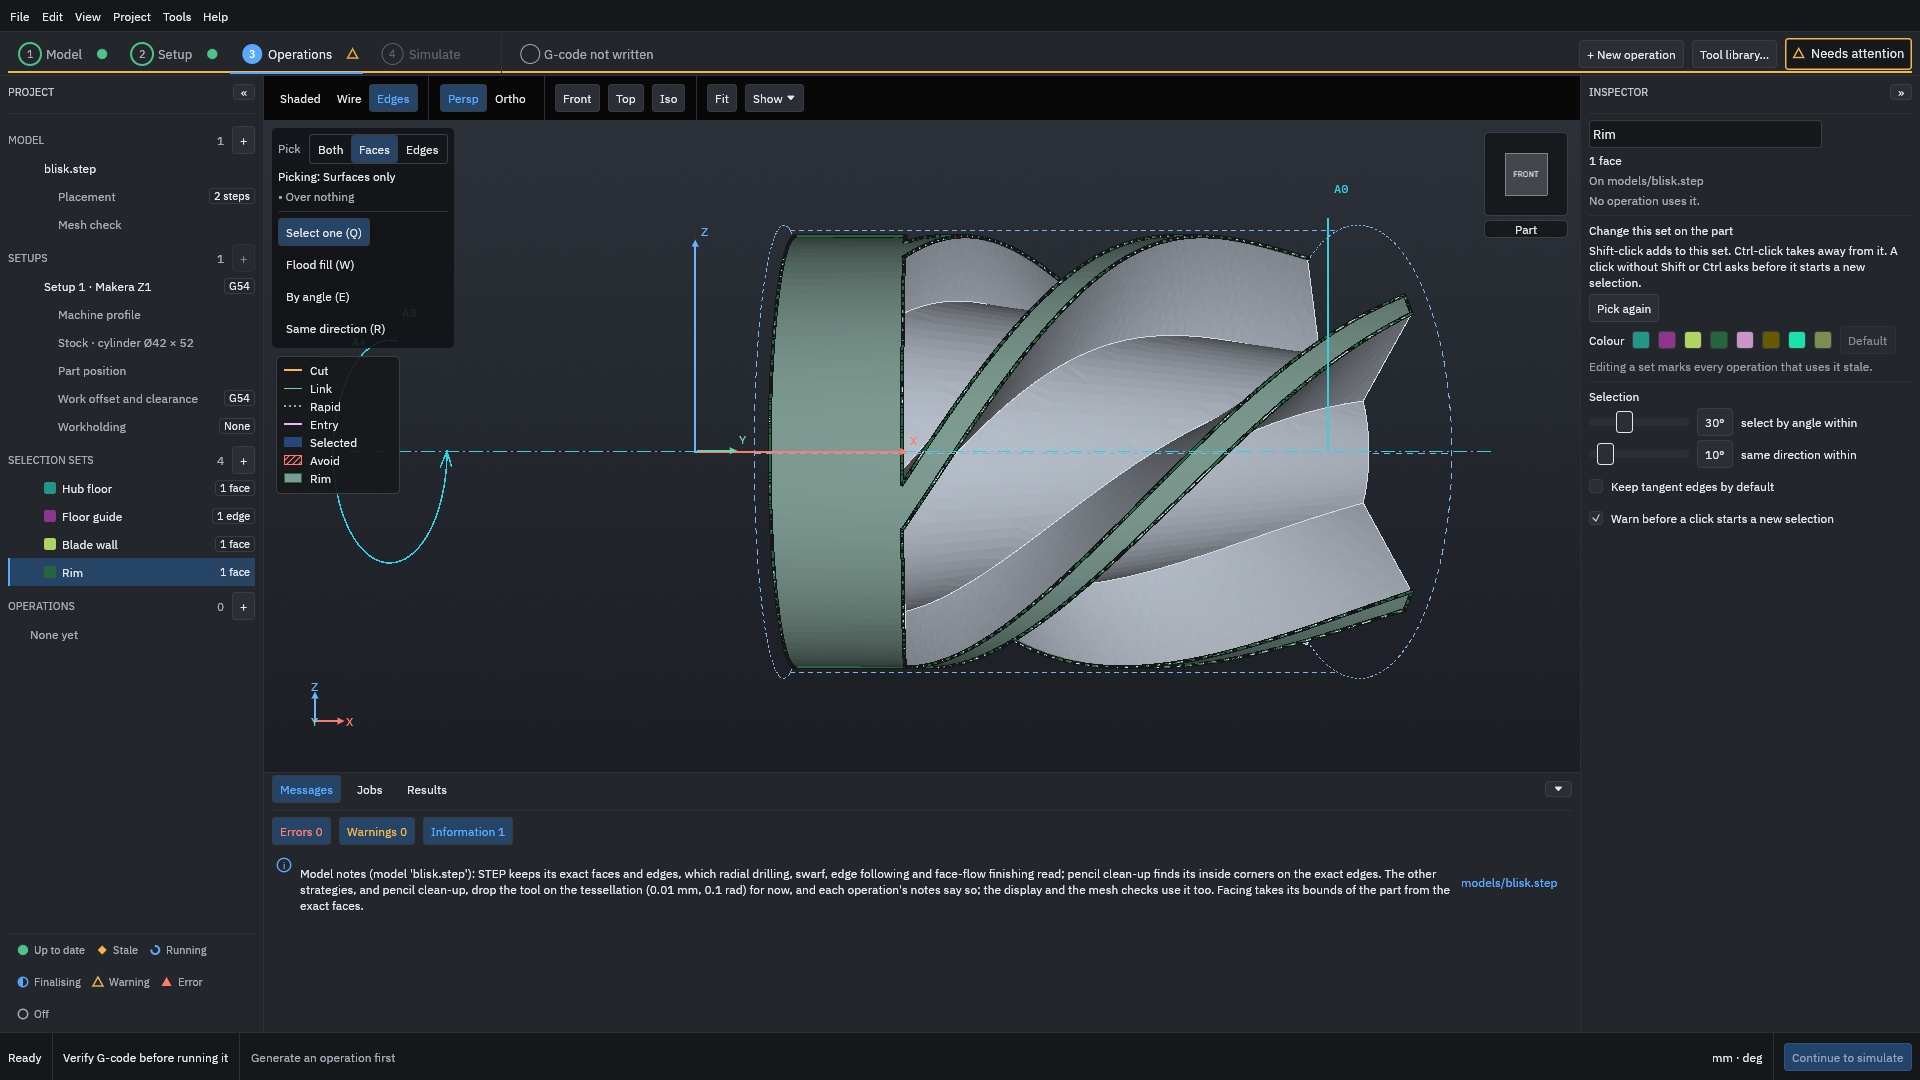 File Edit View Project Tools Help
1 Model 2 Setup 3 Operations 4 Simulate G-code not written + New operation Tool library... Needs attention
PROJECT «
Shaded Wire Edges Persp Ortho Front Top Iso Fit Show
INSPECTOR »
MODEL 1 +
blisk.step
Placement 2 steps
Mesh check
SETUPS 1 +
Setup 1 · Makera Z1 G54
Machine profile
Stock · cylinder Ø42 × 52
Part position
Work offset and clearance G54
Workholding None
SELECTION SETS 4 +
Hub floor 1 face
Floor guide 1 edge
Blade wall 1 face
Rim 1 face
OPERATIONS 0 +
None yet
Up to date Stale Running
Finalising Warning Error
Off
Pick Both Faces Edges
Picking: Surfaces only
• Over nothing
Select one (Q)
Flood fill (W)
By angle (E)
Same direction (R)
A0
A+
Cut
Link
Rapid
Entry
Selected
Avoid
Rim
Z
Y
X
A0
Z
Y X
FRONT
Part
Rim
1 face
On models/blisk.step
No operation uses it.
Change this set on the part
Shift-click adds to this set. Ctrl-click takes away from it. A
click without Shift or Ctrl asks before it starts a new
selection.
Pick again
Colour Default
Editing a set marks every operation that uses it stale.
Selection
30° select by angle within
10° same direction within
Keep tangent edges by default
Warn before a click starts a new selection
Messages Jobs Results
Errors 0 Warnings 0 Information 1
Model notes (model 'blisk.step'): STEP keeps its exact faces and edges, which radial drilling, swarf, edge following and face-flow finishing read; pencil clean-up finds its inside corners on the exact edges. The other
strategies, and pencil clean-up, drop the tool on the tessellation (0.01 mm, 0.1 rad) for now, and each operation's notes say so; the display and the mesh checks use it too. Facing takes its bounds of the part from the
exact faces.
models/blisk.step
Ready Verify G-code before running it Generate an operation first mm · deg Continue to simulate